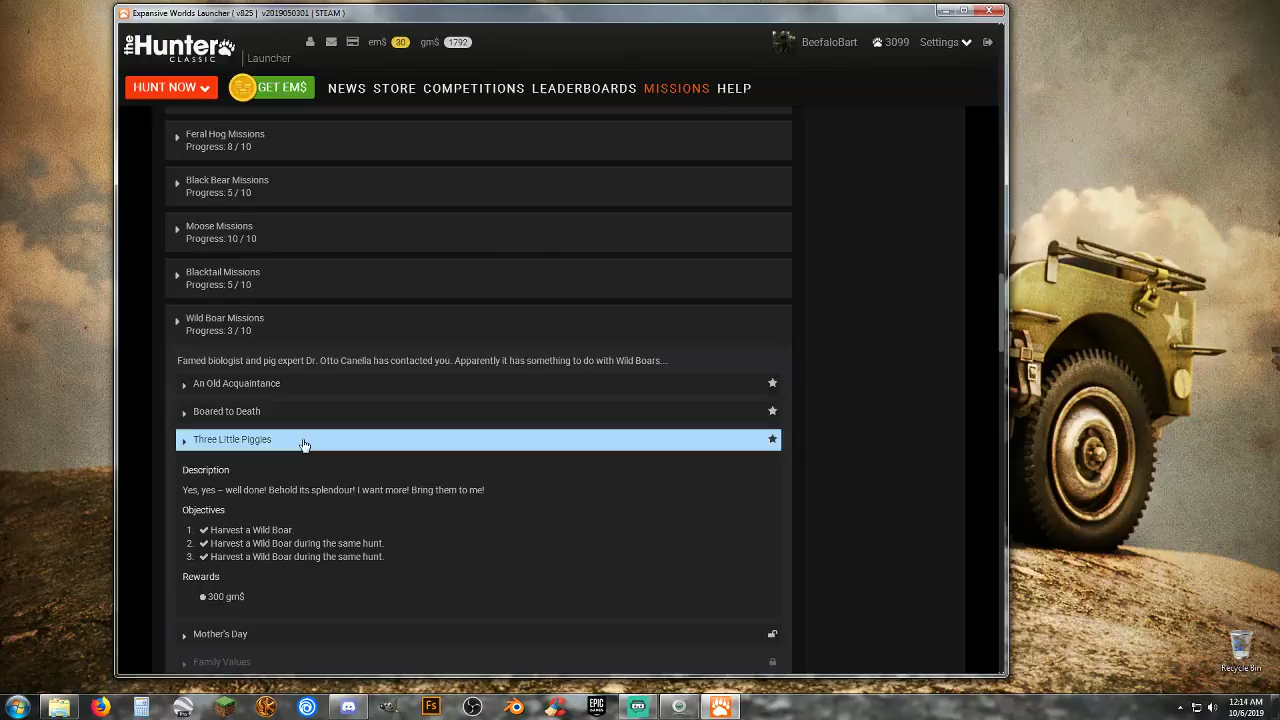 Expansive Worlds Launcher ( v825 | v2019050301 | STEAM )
theHunter CLASSIC Launcher
em$ 30 gm$ 1792
BeefaloBart 3099 Settings
HUNT NOW GET EM$ NEWS STORE COMPETITIONS LEADERBOARDS MISSIONS HELP
Feral Hog Missions
Progress: 8 / 10
Black Bear Missions
Progress: 5 / 10
Moose Missions
Progress: 10 / 10
Blacktail Missions
Progress: 5 / 10
Wild Boar Missions
Progress: 3 / 10
Famed biologist and pig expert Dr. Otto Canella has contacted you. Apparently it has something to do with Wild Boars...
An Old Acquaintance
Boared to Death
Three Little Piggies
Description
Yes, yes – well done! Behold its splendour! I want more! Bring them to me!
Objectives
1. Harvest a Wild Boar
2. Harvest a Wild Boar during the same hunt.
3. Harvest a Wild Boar during the same hunt.
Rewards
300 gm$
Mother's Day
Family Values
Recycle Bin
Fs
EPIC GAMES
12:14 AM
10/6/2019